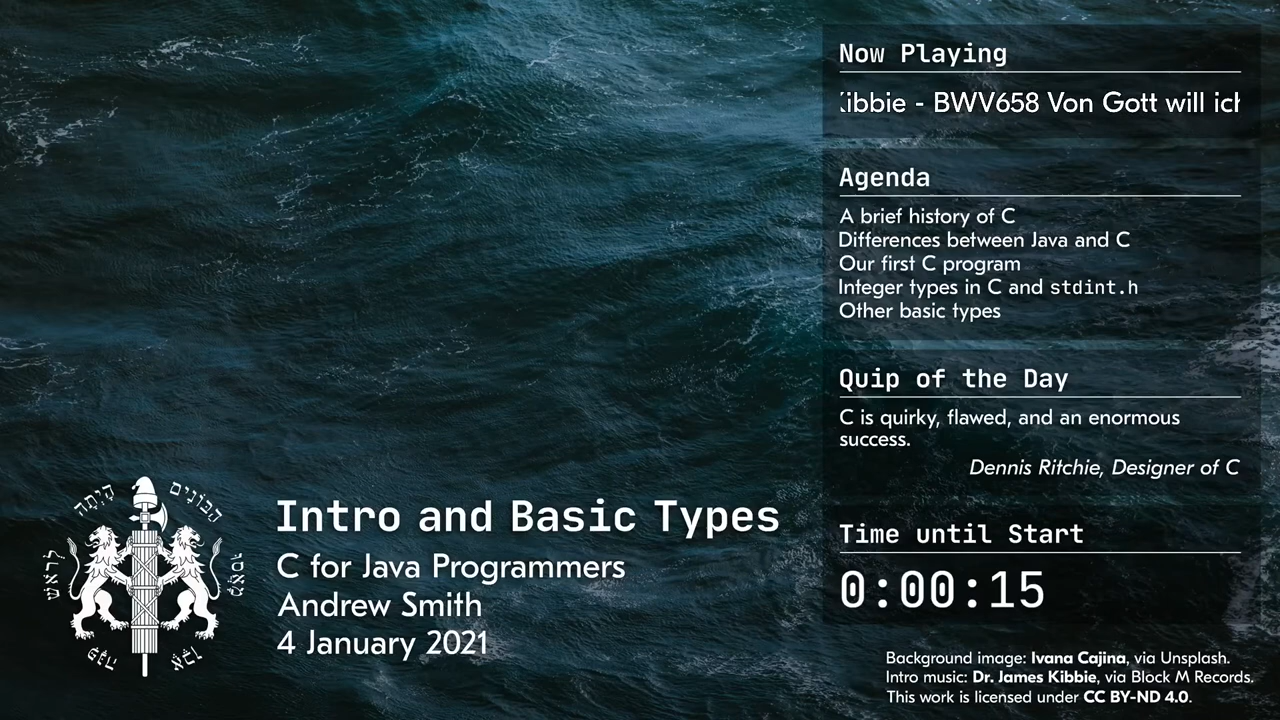 Now Playing
ibbie - BWV658 Von Gott will ich
Agenda
A brief history of C
Differences between Java and C
Our first C program
Integer types in C and stdint.h
Other basic types
Quip of the Day
C is quirky, flawed, and an enormous
success.
Dennis Ritchie, Designer of C
Time until Start
0:00:15
Intro and Basic Types
C for Java Programmers
Andrew Smith
4 January 2021
Background image: Ivana Cajina, via Unsplash.
Intro music: Dr. James Kibbie, via Block M Records.
This work is licensed under CC BY-ND 4.0.